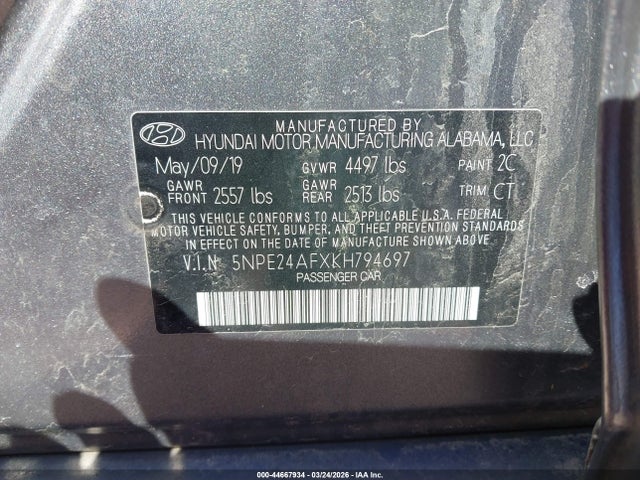 MANUFACTURED BY
HYUNDAI MOTOR MANUFACTURING ALABAMA, LLC
May/09/19 GVWR 4497 lbs PAINT 2C
GAWR FRONT 2557 lbs GAWR REAR 2513 lbs TRIM CT
THIS VEHICLE CONFORMS TO ALL APPLICABLE U.S.A. FEDERAL
MOTOR VEHICLE SAFETY, BUMPER, AND THEFT PREVENTION STANDARDS
IN EFFECT ON THE DATE OF MANUFACTURE SHOWN ABOVE.
V.I.N 5NPE24AFXKH794697
PASSENGER CAR
000-44667934 - 03/24/2026 - IAA Inc.